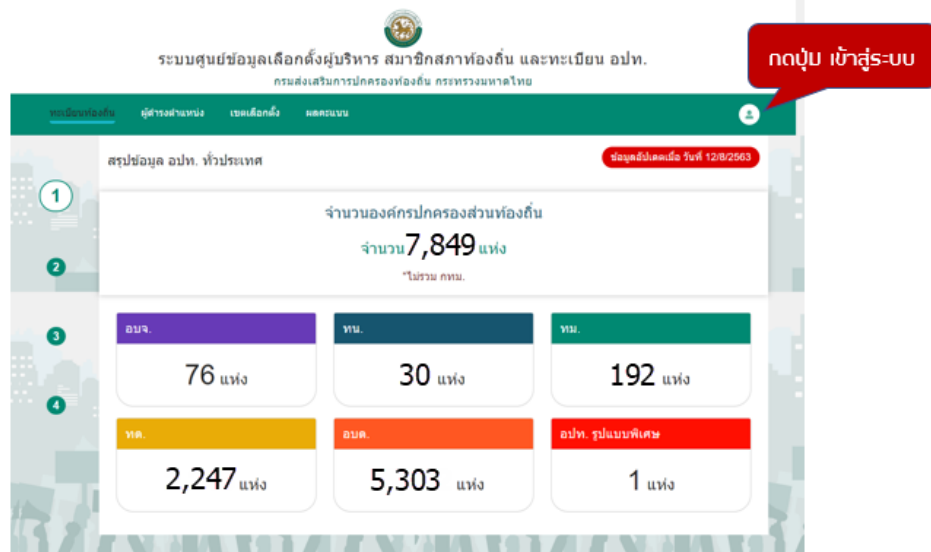 ระบบศูนย์ข้อมูลเลือกตั้งผู้บริหาร สมาชิกสภาท้องถิ่น และทะเบียน อปท.
กรมส่งเสริมการปกครองท้องถิ่น กระทรวงมหาดไทย
กดปุ่ม เข้าสู่ระบบ
ทะเบียนท้องถิ่น ผู้ดำรงตำแหน่ง เขตเลือกตั้ง ผลคะแนน
สรุปข้อมูล อปท. ทั่วประเทศ
ข้อมูลอัปเดตเมื่อ วันที่ 12/8/2563
1
จำนวนองค์กรปกครองส่วนท้องถิ่น
จำนวน 7,849 แห่ง
2
*ไม่รวม กทม.
3
อบจ. ทน. ทม.
76 แห่ง 30 แห่ง 192 แห่ง
4
ทต. อบต. อปท. รูปแบบพิเศษ
2,247 แห่ง 5,303 แห่ง 1 แห่ง